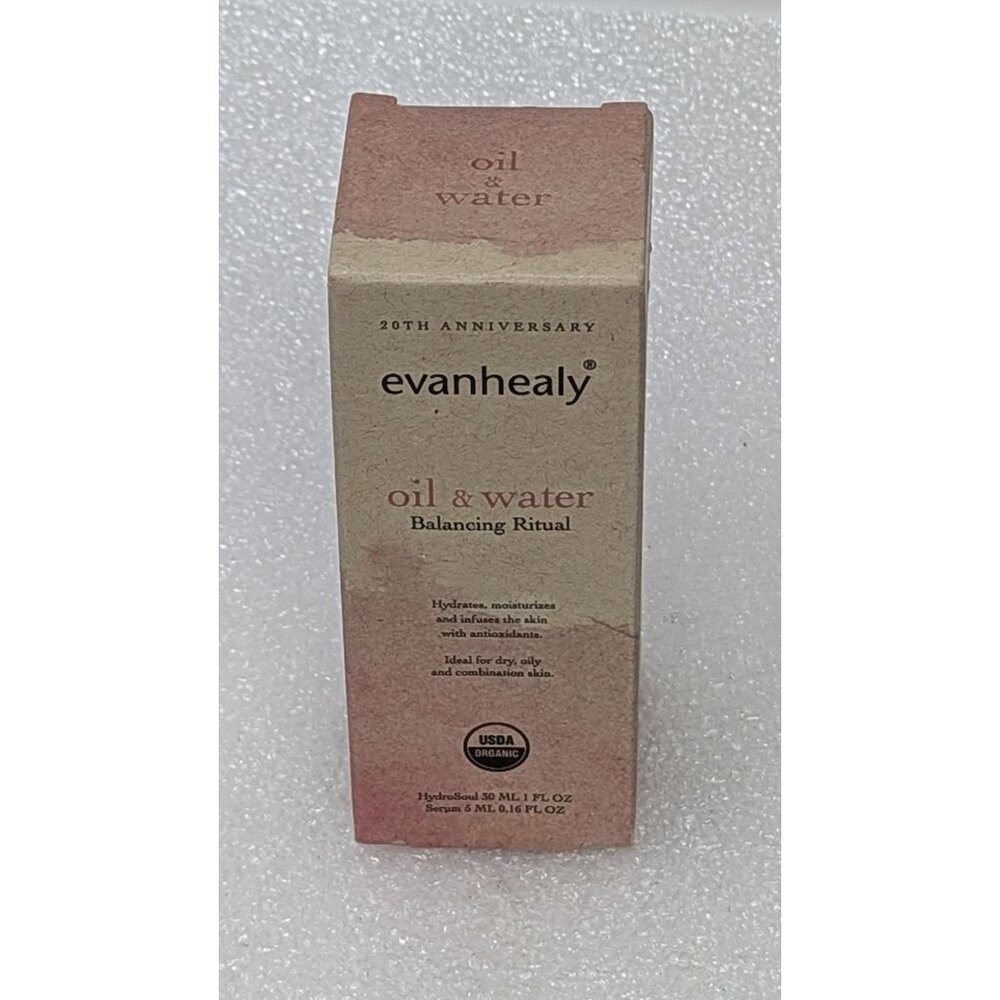 oil
&
water
20TH ANNIVERSARY
evanhealy®
oil & water
Balancing Ritual
Hydrates, moisturizes
and infuses the skin
with antioxidants.
Ideal for dry, oily
and combination skin.
USDA
ORGANIC
HydroSoul 30 ML 1 FL OZ
Serum 5 ML 0.16 FL OZ